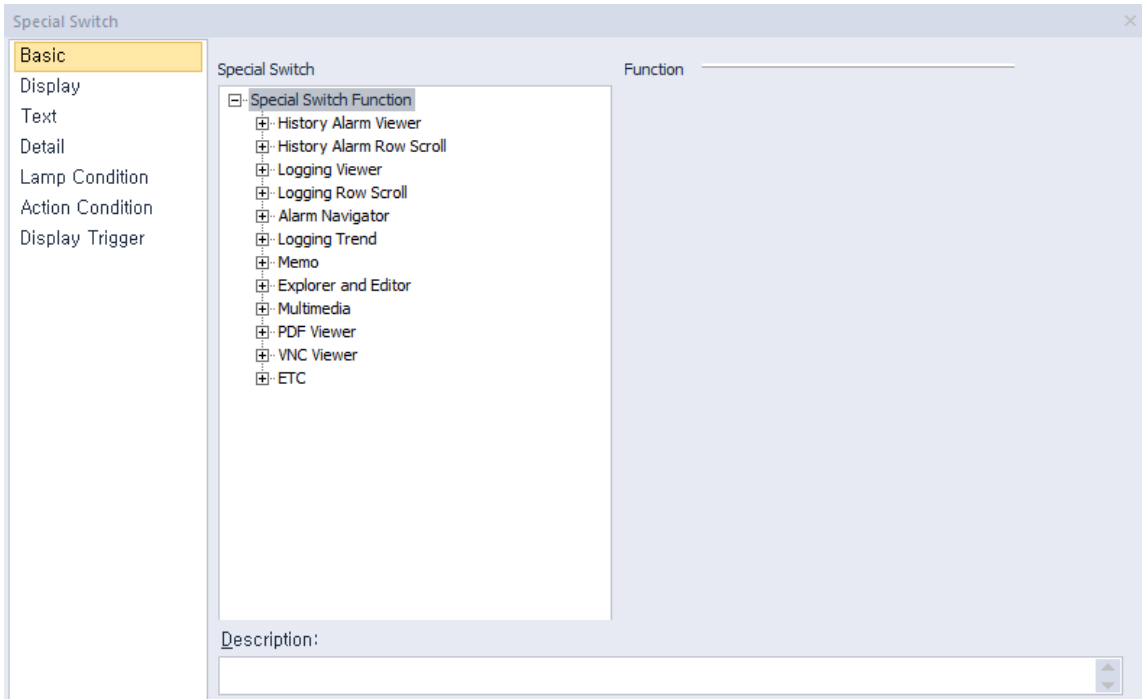 Special Switch
Basic
Display
Text
Detail
Lamp Condition
Action Condition
Display Trigger
Special Switch
Special Switch Function
History Alarm Viewer
History Alarm Row Scroll
Logging Viewer
Logging Row Scroll
Alarm Navigator
Logging Trend
Memo
Explorer and Editor
Multimedia
PDF Viewer
VNC Viewer
ETC
Function
Description: